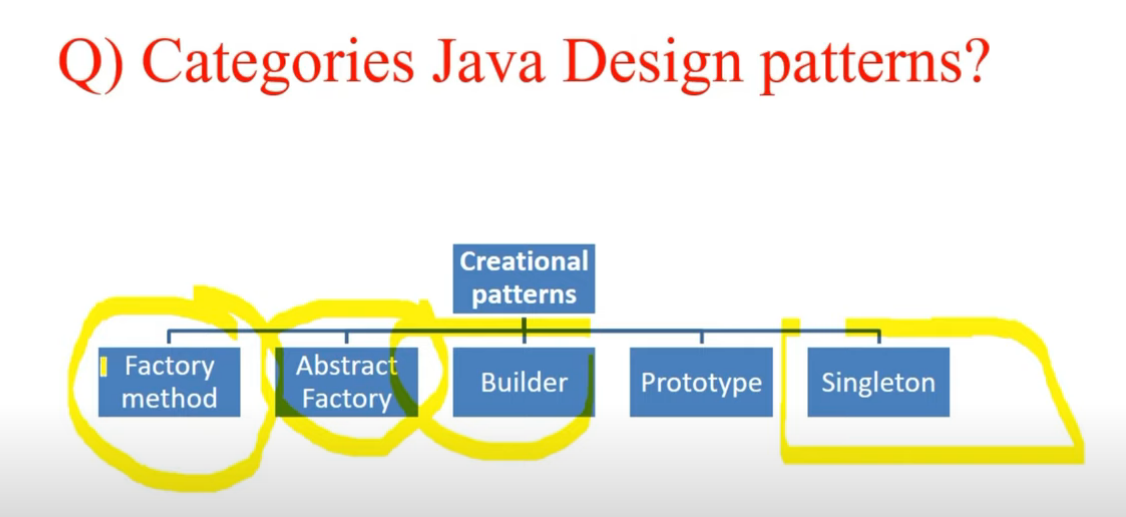 Q) Categories Java Design patterns?
Creational
patterns
Factory
method
Abstract
Factory
Builder
Prototype
Singleton